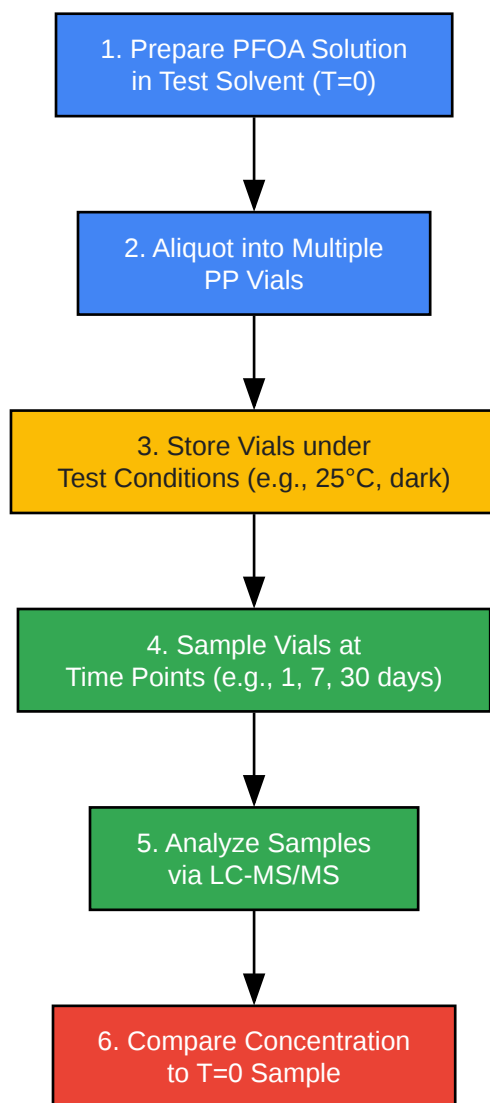 1. Prepare PFOA Solution
in Test Solvent (T=0)
2. Aliquot into Multiple
PP Vials
3. Store Vials under
Test Conditions (e.g., 25°C, dark)
4. Sample Vials at
Time Points (e.g., 1, 7, 30 days)
5. Analyze Samples
via LC-MS/MS
6. Compare Concentration
to T=0 Sample